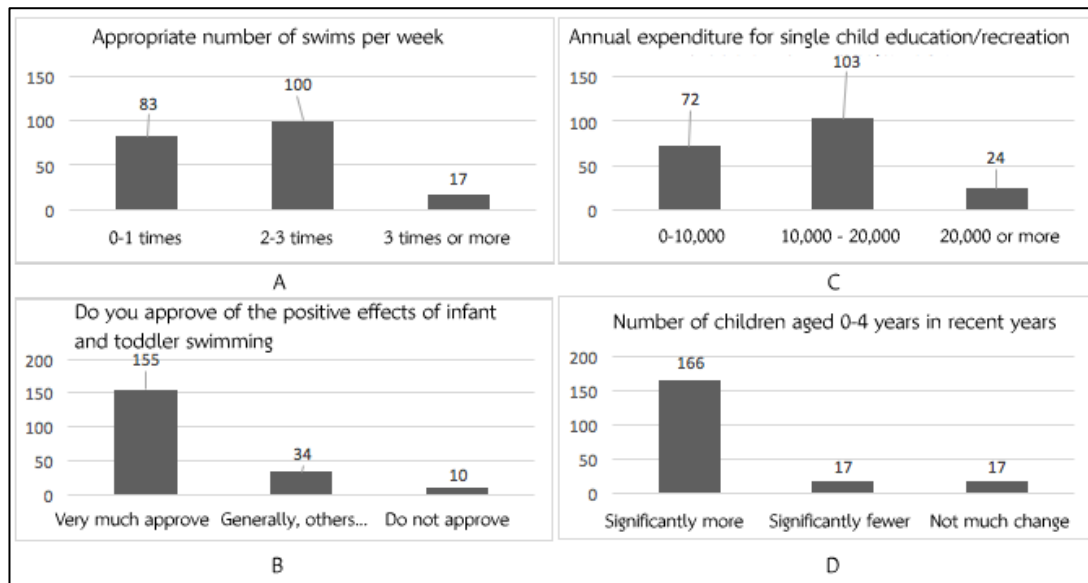 Appropriate number of swims per week
150
100
50
0
83
100
17
0-1 times 2-3 times 3 times or more
A
Annual expenditure for single child education/recreation
150
100
50
0
72
103
24
0-10,000 10,000 - 20,000 20,000 or more
C
Do you approve of the positive effects of infant
and toddler swimming
200
150
100
50
0
155
34
10
Very much approve Generally, others... Do not approve
B
Number of children aged 0-4 years in recent years
200
150
100
50
0
166
17
17
Significantly more Significantly fewer Not much change
D